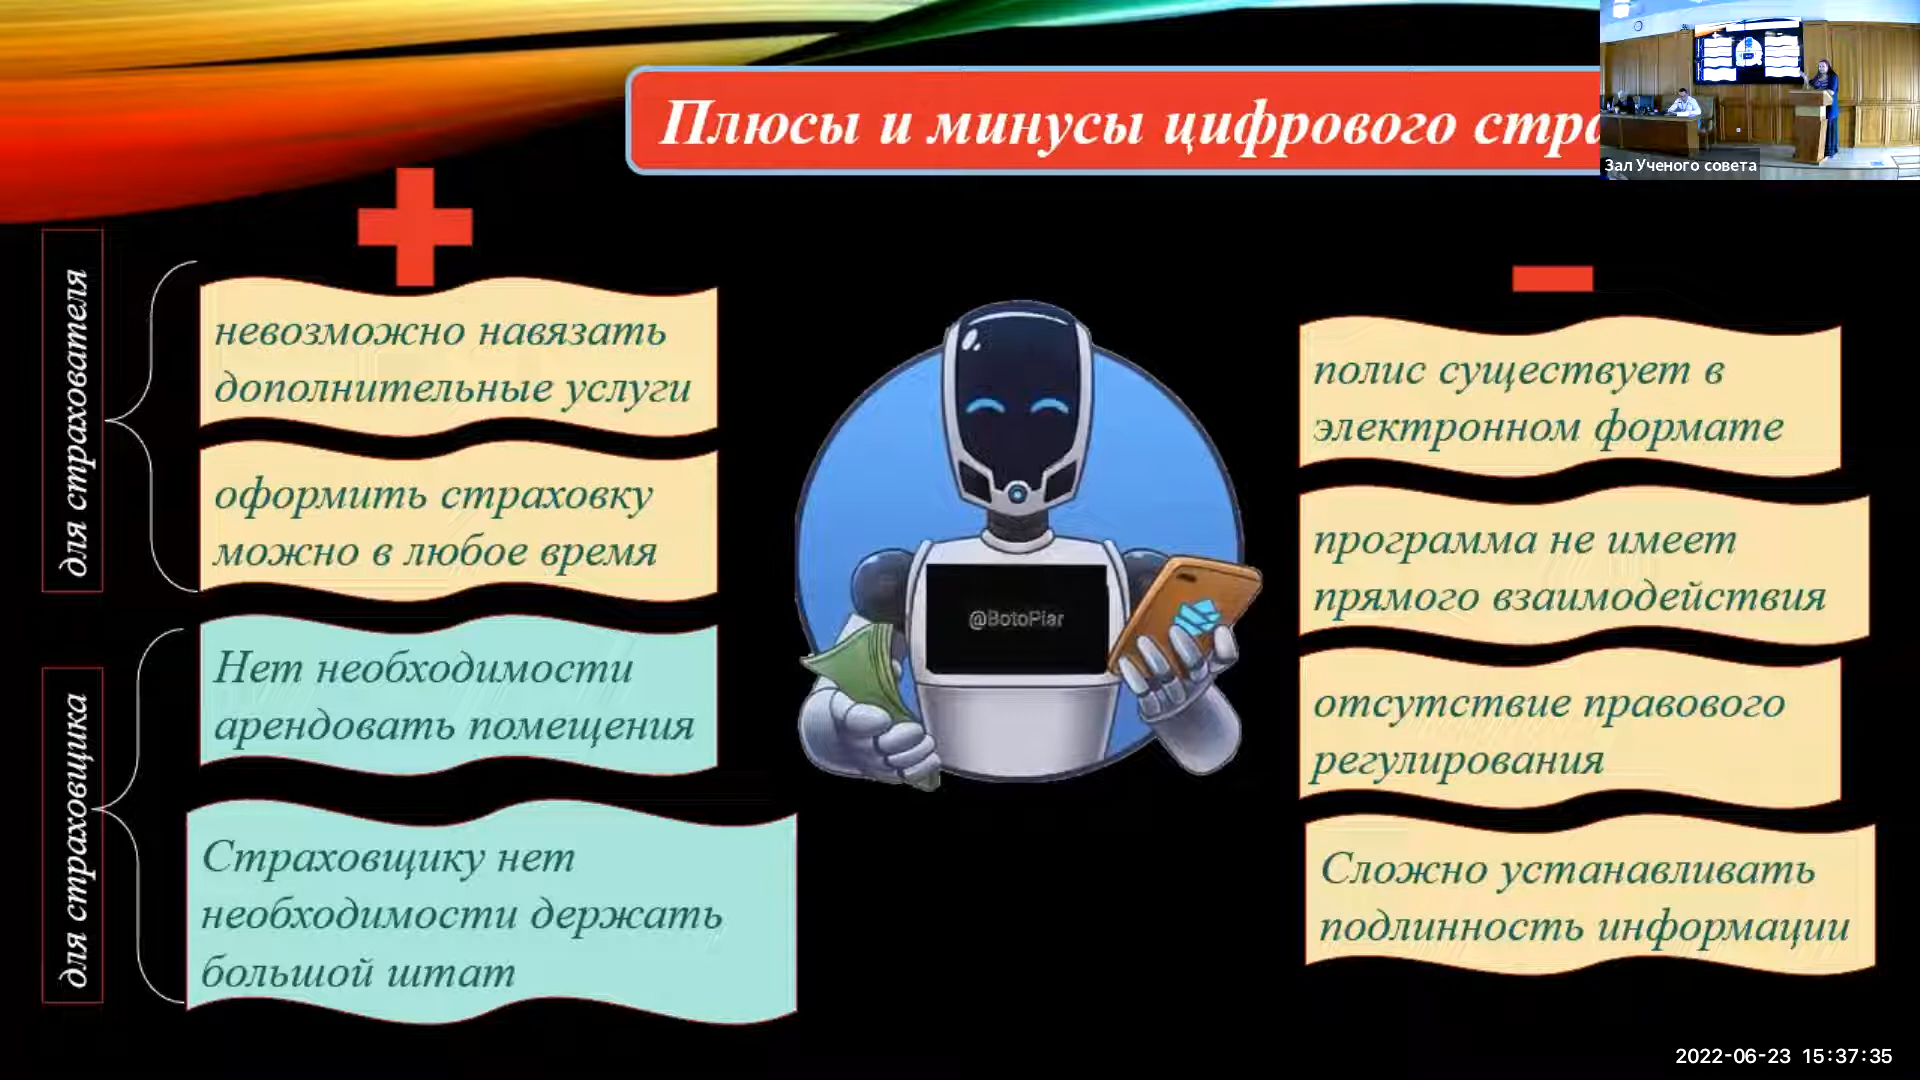 Плюсы и минусы цифрового
Зал Ученого совета
для страхователя
невозможно навязать
дополнительные услуги
оформить страховку
можно в любое время
для страховщика
Нет необходимости
арендовать помещения
Страховщику нет
необходимости держать
большой штат
@BotoPiar
полис существует в
электронном формате
программа не имеет
прямого взаимодействия
отсутствие правового
регулирования
Сложно устанавливать
подлинность информации
2022-06-23 15:37:35